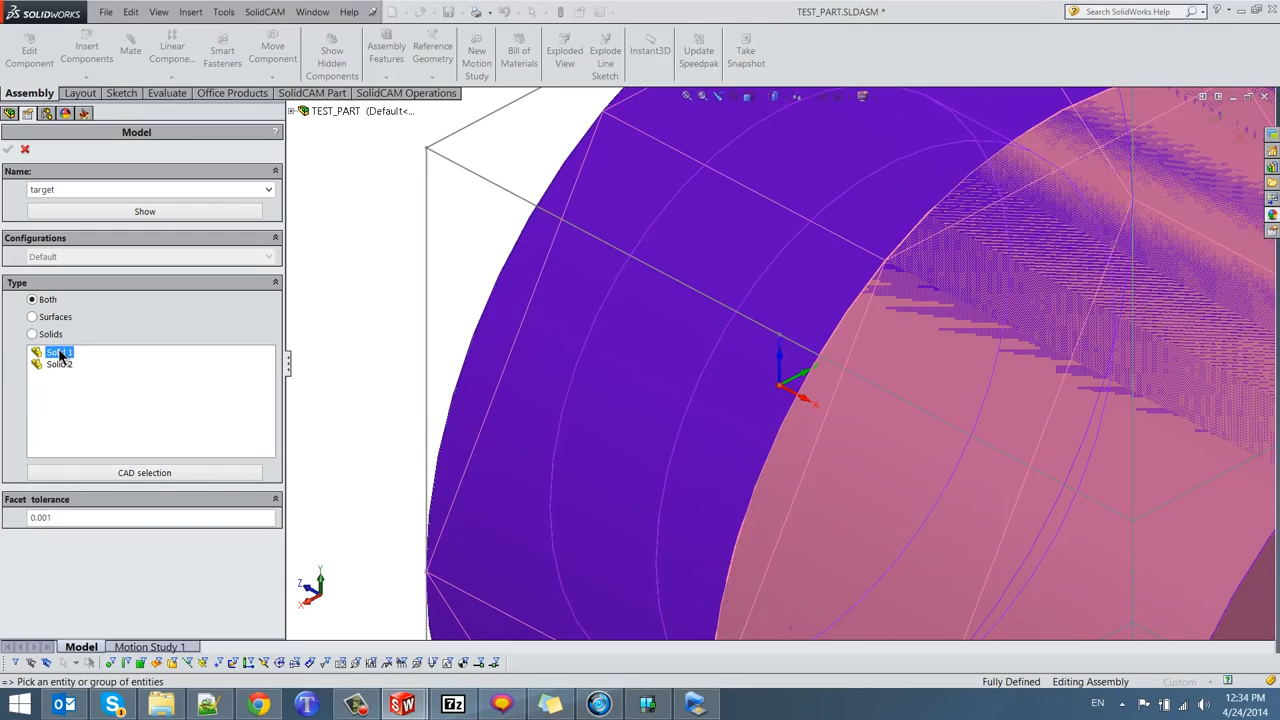 SOLIDWORKS File Edit View Insert Tools SolidCAM Window Help TEST_PART.SLDASM * Search SolidWorks Help
Edit Component
Insert Components
Mate
Linear Compone...
Smart Fasteners
Move Component
Show Hidden Components
Assembly Features
Reference Geometry
New Motion Study
Bill of Materials
Exploded View
Explode Line Sketch
Instant3D
Update Speedpak
Take Snapshot
Assembly Layout Sketch Evaluate Office Products SolidCAM Part SolidCAM Operations
TEST_PART (Default<...
Model ?
Name:
target
Show
Configurations
Default
Type
Both
Surfaces
Solids
Solid 2
CAD selection
Facet tolerance
0.001
X
Y
Z
X
Model Motion Study 1
=> Pick an entity or group of entities Fully Defined Editing Assembly Custom
EN 12:34 PM
4/24/2014